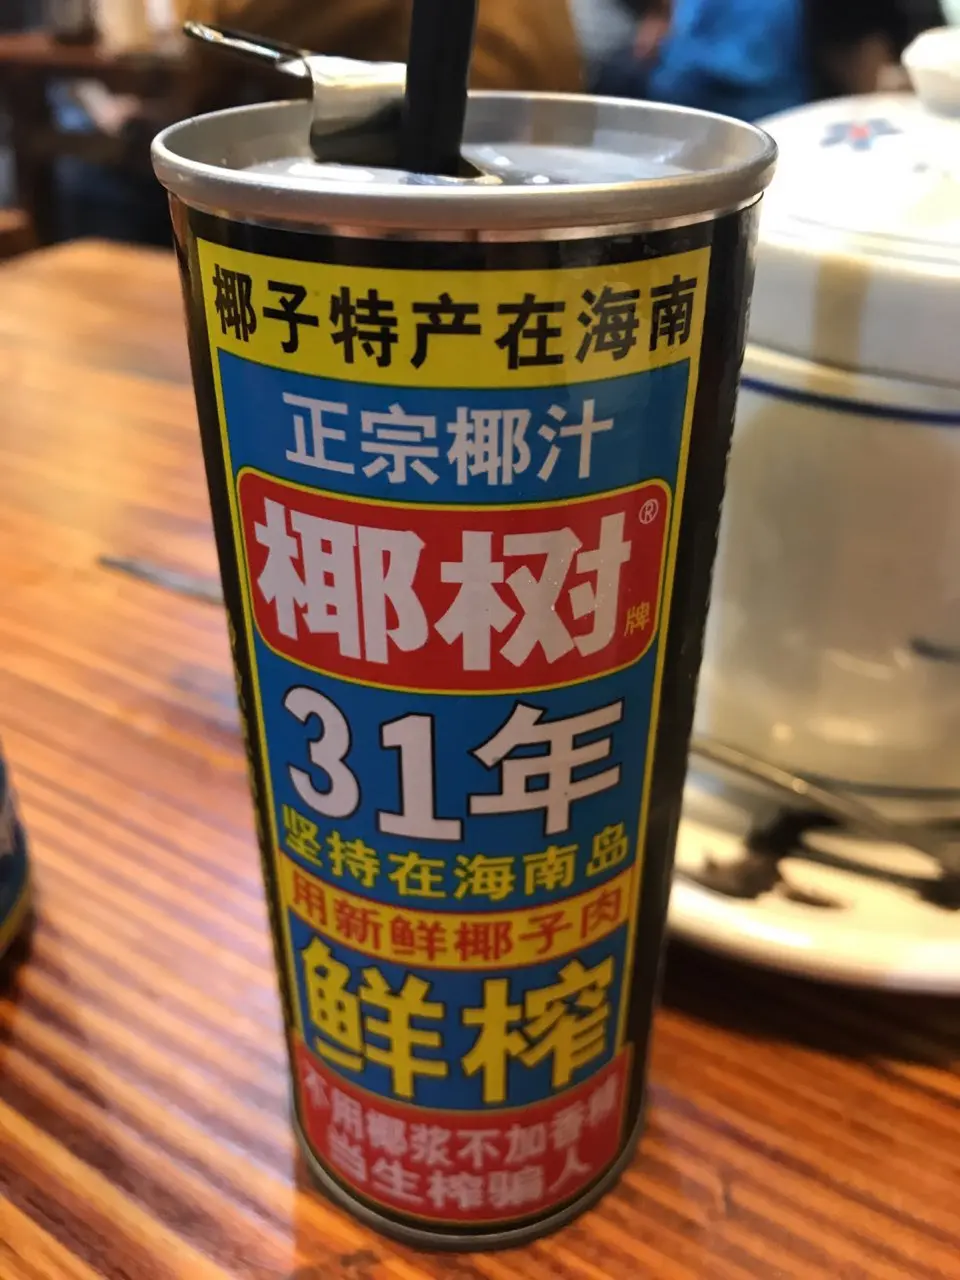 椰子特产在海南
正宗椰汁
椰树®
牌
31年
坚持在海南岛
用新鲜椰子肉
鲜榨
不用椰浆不加香精
当生榨骗人